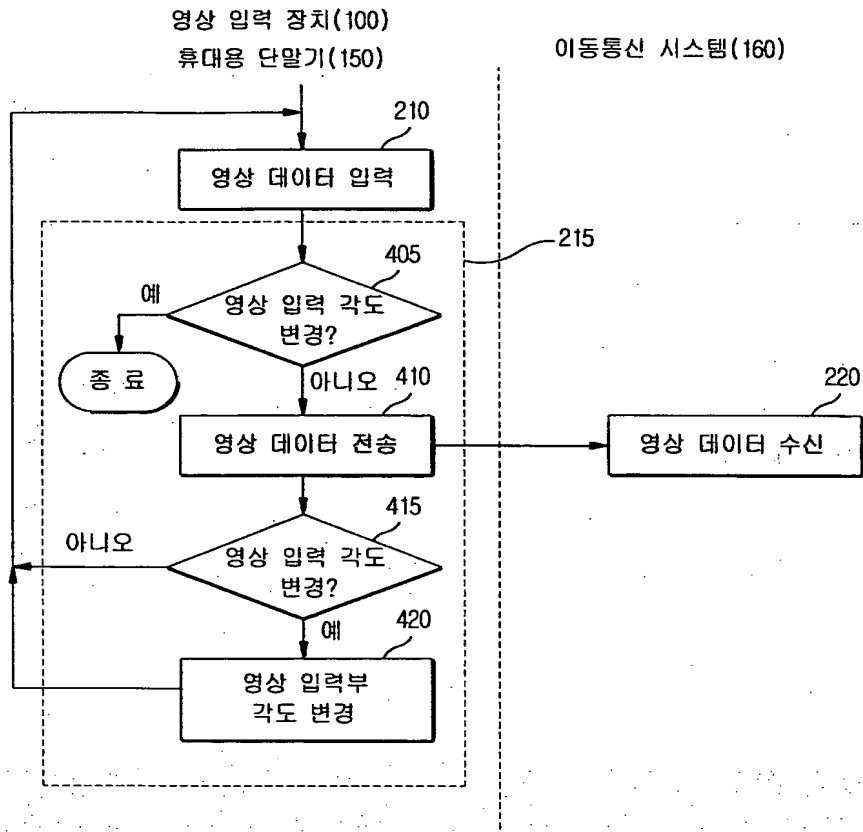 영상 입력 장치(100)
휴대용 단말기(150)
이동통신 시스템(160)
210
영상 데이터 입력
215
405
영상 입력 각도
변경?
예
종 료
아니오
410
영상 데이터 전송
220
영상 데이터 수신
415
영상 입력 각도
변경?
아니오
예
420
영상 입력부
각도 변경